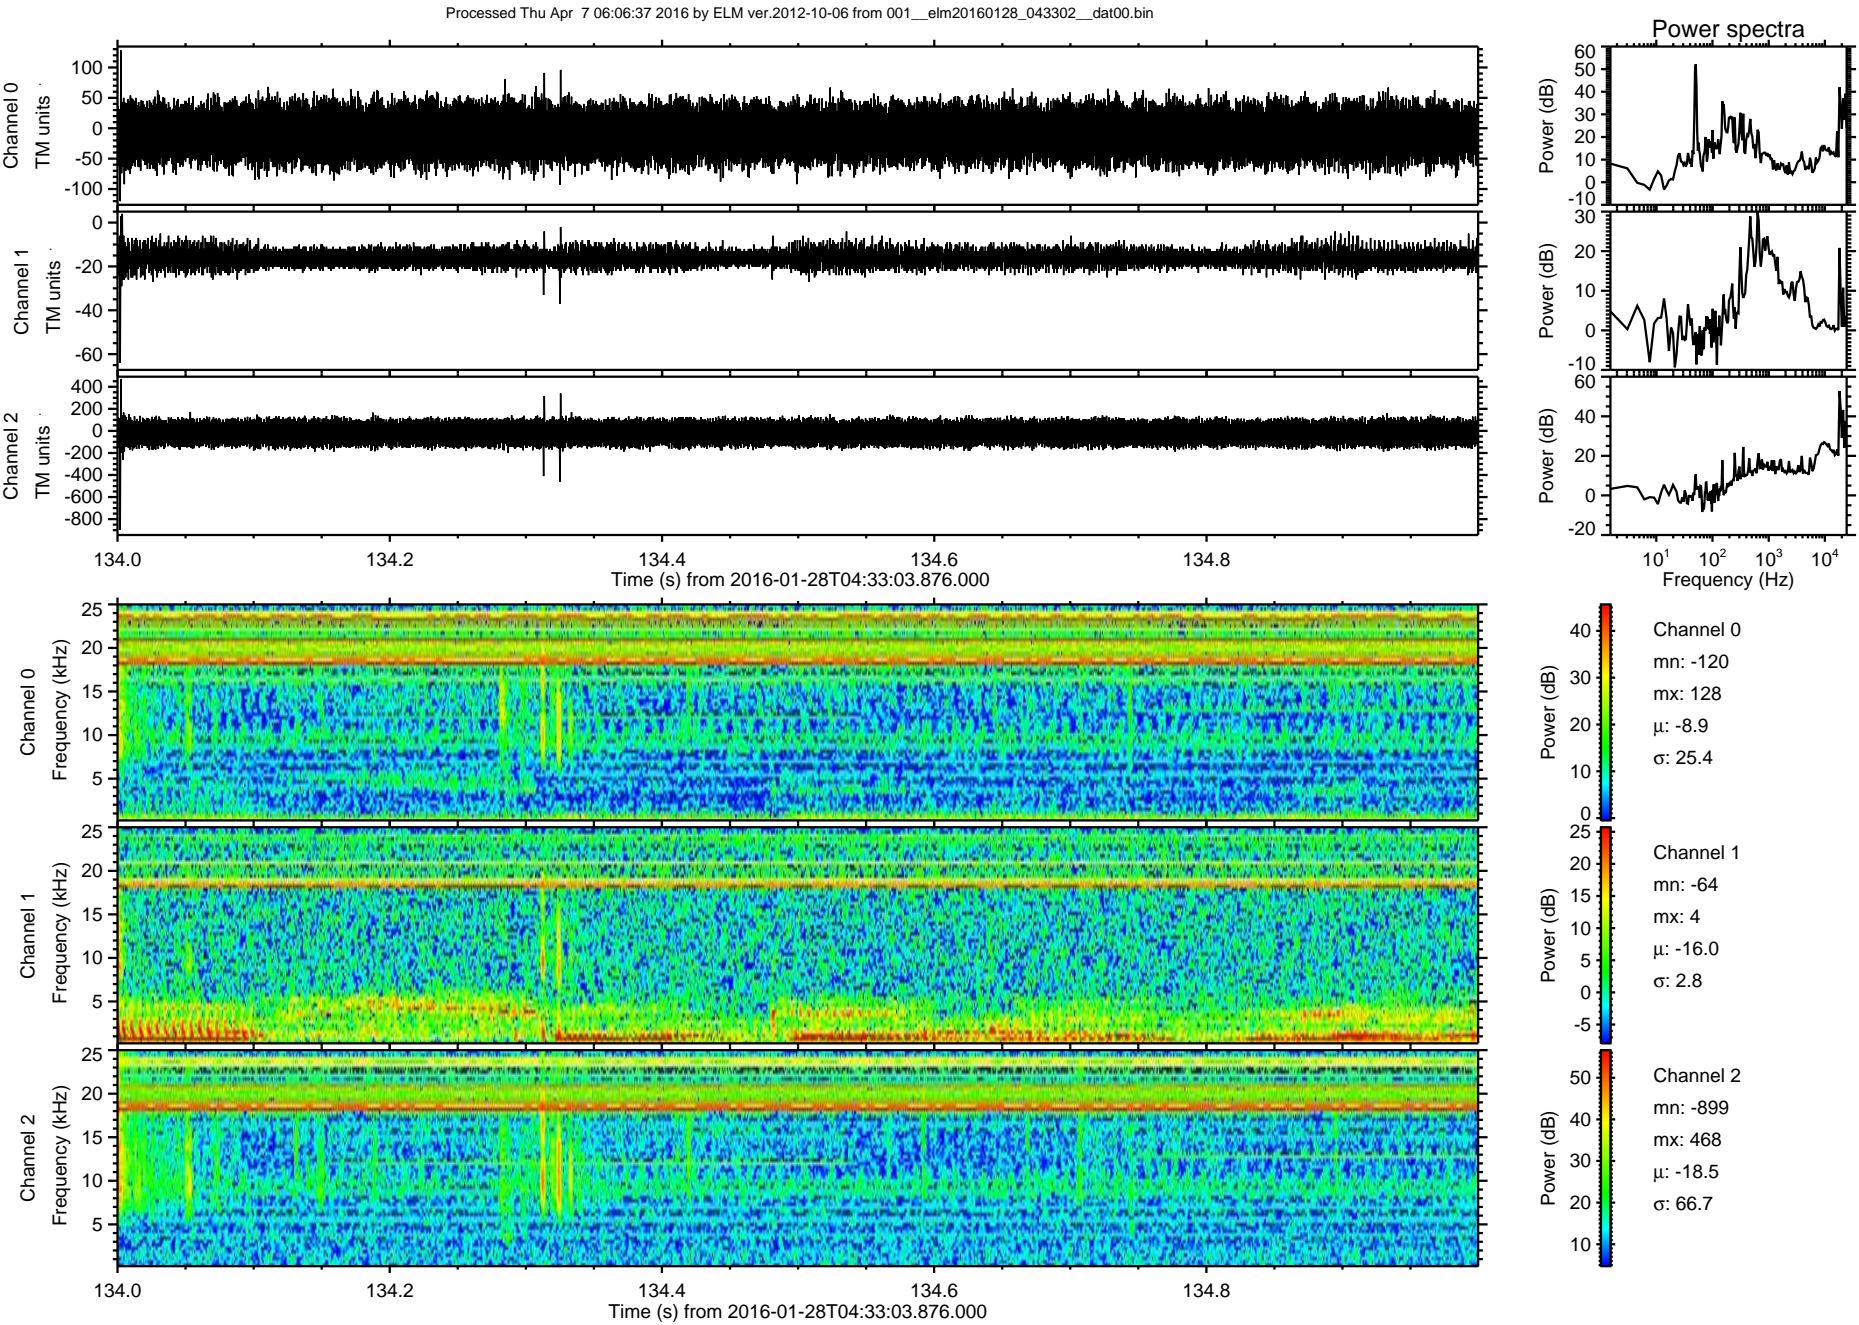 Processed Thu Apr  7 06:06:37 2016 by ELM ver.2012-10-06 from 001__elm20160128_043302__dat00.bin
Power spectra
Channel 0
TM units
100
50
0
-50
-100
Power (dB)
60
50
40
30
20
10
0
-10
Channel 1
TM units
0
-20
-40
-60
Power (dB)
30
20
10
0
-10
Channel 2
TM units
400
200
0
-200
-400
-600
-800
Power (dB)
60
40
20
0
-20
134.0 134.2 134.4 134.6 134.8
Time (s) from 2016-01-28T04:33:03.876.000
10^1 10^2 10^3 10^4
Frequency (Hz)
Channel 0
Frequency (kHz)
25
20
15
10
5
Power (dB)
40
30
20
10
0
Channel 0
mn: -120
mx: 128
μ: -8.9
σ: 25.4
Channel 1
Frequency (kHz)
25
20
15
10
5
Power (dB)
25
20
15
10
5
0
-5
Channel 1
mn: -64
mx: 4
μ: -16.0
σ: 2.8
Channel 2
Frequency (kHz)
25
20
15
10
5
Power (dB)
50
40
30
20
10
Channel 2
mn: -899
mx: 468
μ: -18.5
σ: 66.7
134.0 134.2 134.4 134.6 134.8
Time (s) from 2016-01-28T04:33:03.876.000